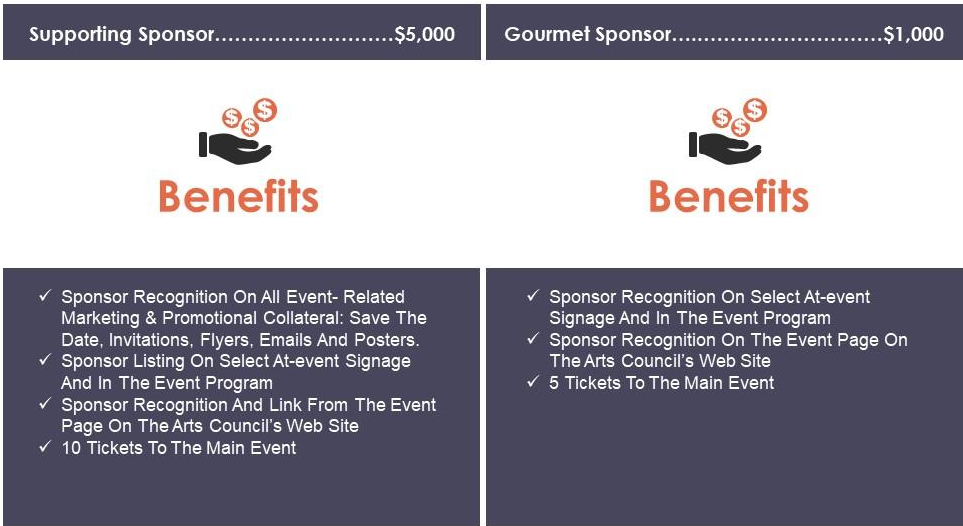 Supporting Sponsor...........................$5,000
Gourmet Sponsor................................$1,000
$ $ $
Benefits
$ $ $
Benefits
✓ Sponsor Recognition On All Event- Related
Marketing & Promotional Collateral: Save The
Date, Invitations, Flyers, Emails And Posters.
✓ Sponsor Listing On Select At-event Signage
And In The Event Program
✓ Sponsor Recognition And Link From The Event
Page On The Arts Council’s Web Site
✓ 10 Tickets To The Main Event
✓ Sponsor Recognition On Select At-event
Signage And In The Event Program
✓ Sponsor Recognition On The Event Page On
The Arts Council’s Web Site
✓ 5 Tickets To The Main Event